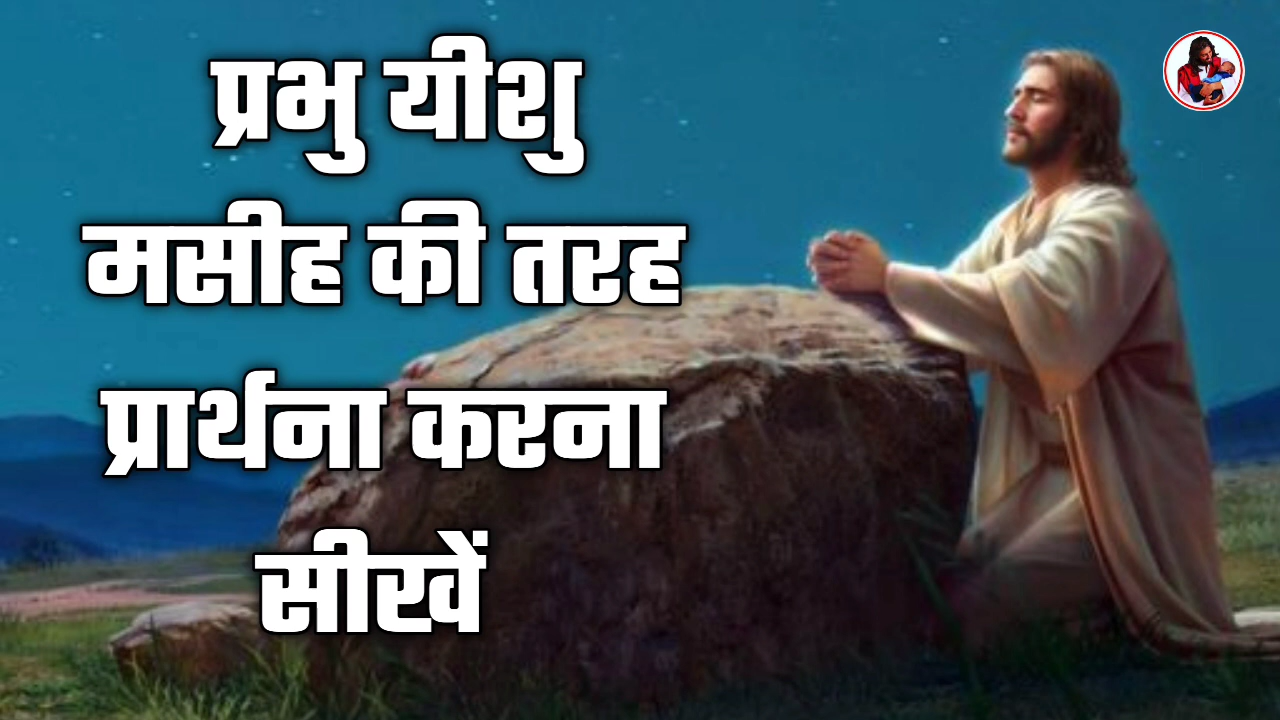 प्रभु यीशु
मसीह की तरह
प्रार्थना करना
सीखें